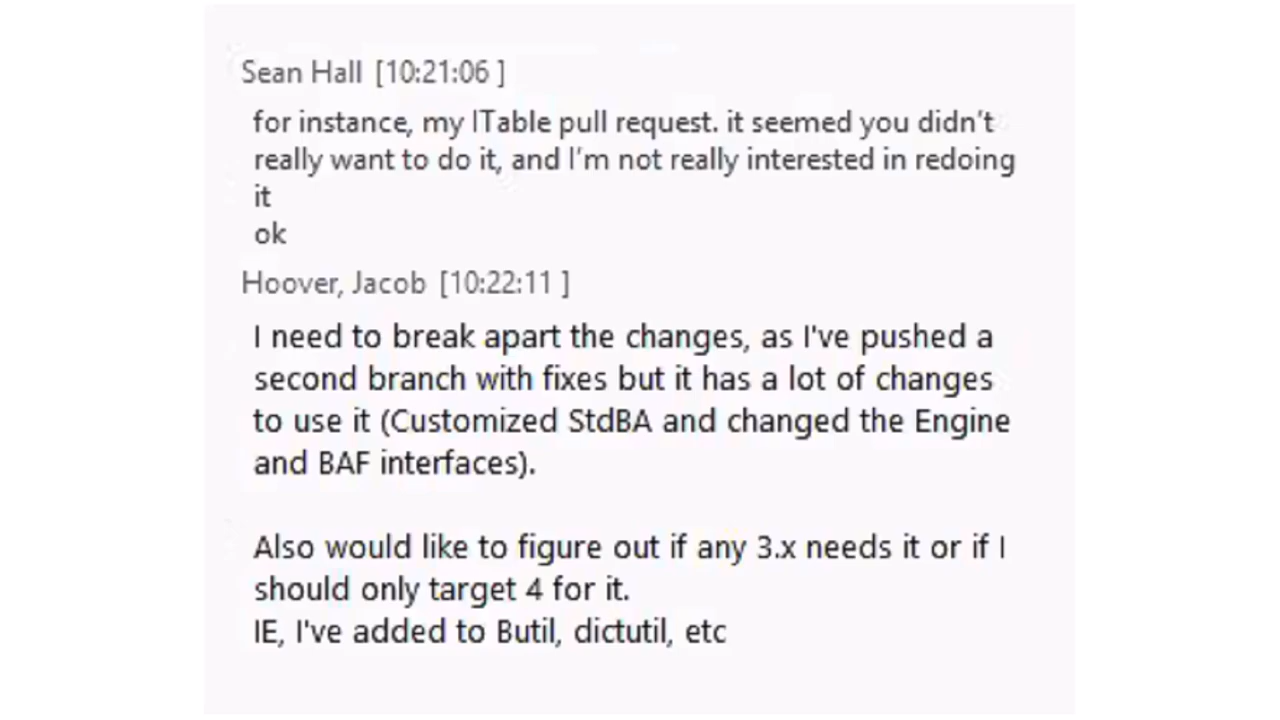 Sean Hall [10:21:06 ]
for instance, my ITable pull request. it seemed you didn't
really want to do it, and I'm not really interested in redoing
it
ok
Hoover, Jacob [10:22:11 ]
I need to break apart the changes, as I've pushed a
second branch with fixes but it has a lot of changes
to use it (Customized StdBA and changed the Engine
and BAF interfaces).
Also would like to figure out if any 3.x needs it or if I
should only target 4 for it.
IE, I've added to Butil, dictutil, etc